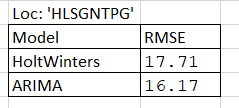 Loc: 'HLSGNTPG'
Model RMSE
HoltWinters 17.71
ARIMA 16.17